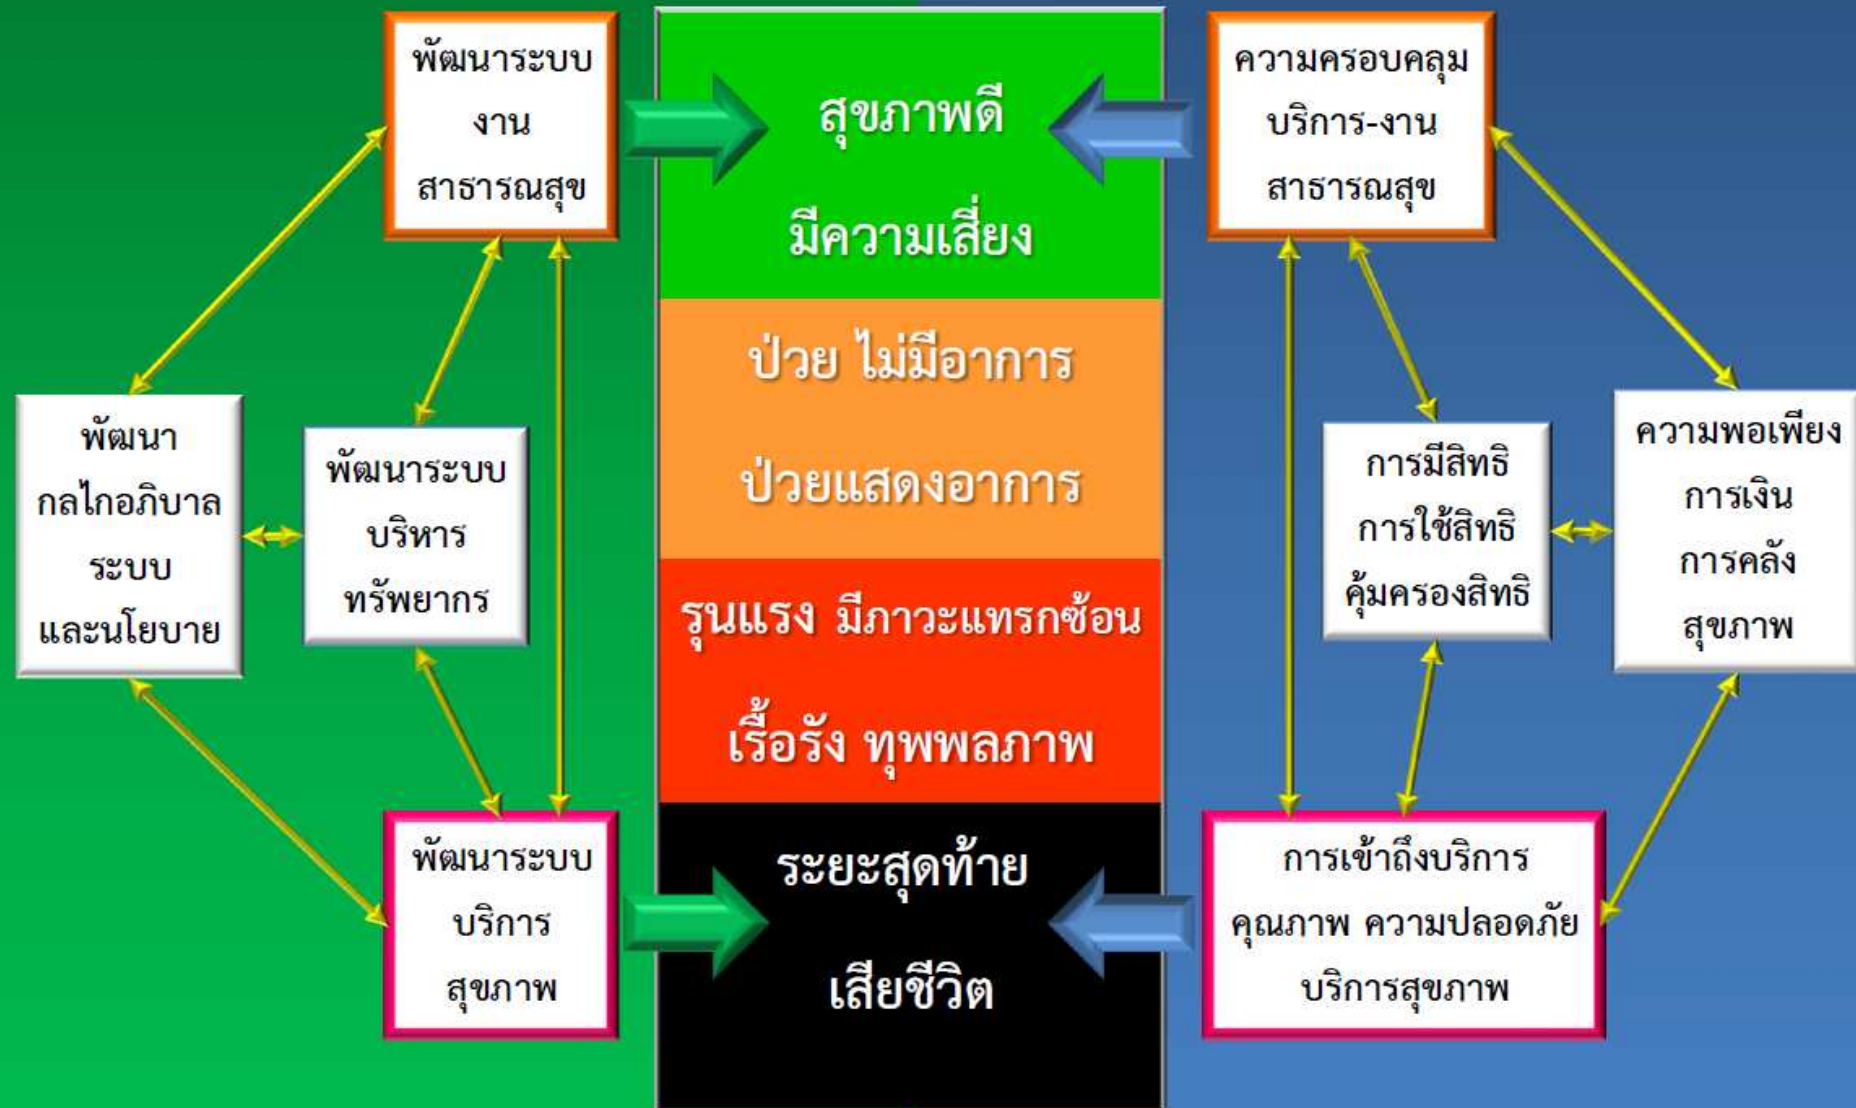 พัฒนาระบบ
งาน
สาธารณสุข
พัฒนา
กลไกอภิบาล
ระบบ
และนโยบาย
พัฒนาระบบ
บริหาร
ทรัพยากร
พัฒนาระบบ
บริการ
สุขภาพ
สุขภาพดี
มีความเสี่ยง
ป่วย ไม่มีอาการ
ป่วยแสดงอาการ
รุนแรง มีภาวะแทรกซ้อน
เรื้อรัง ทุพพลภาพ
ระยะสุดท้าย
เสียชีวิต
ความครอบคลุม
บริการ-งาน
สาธารณสุข
การมีสิทธิ
การใช้สิทธิ
คุ้มครองสิทธิ
ความพอเพียง
การเงิน
การคลัง
สุขภาพ
การเข้าถึงบริการ
คุณภาพ ความปลอดภัย
บริการสุขภาพ